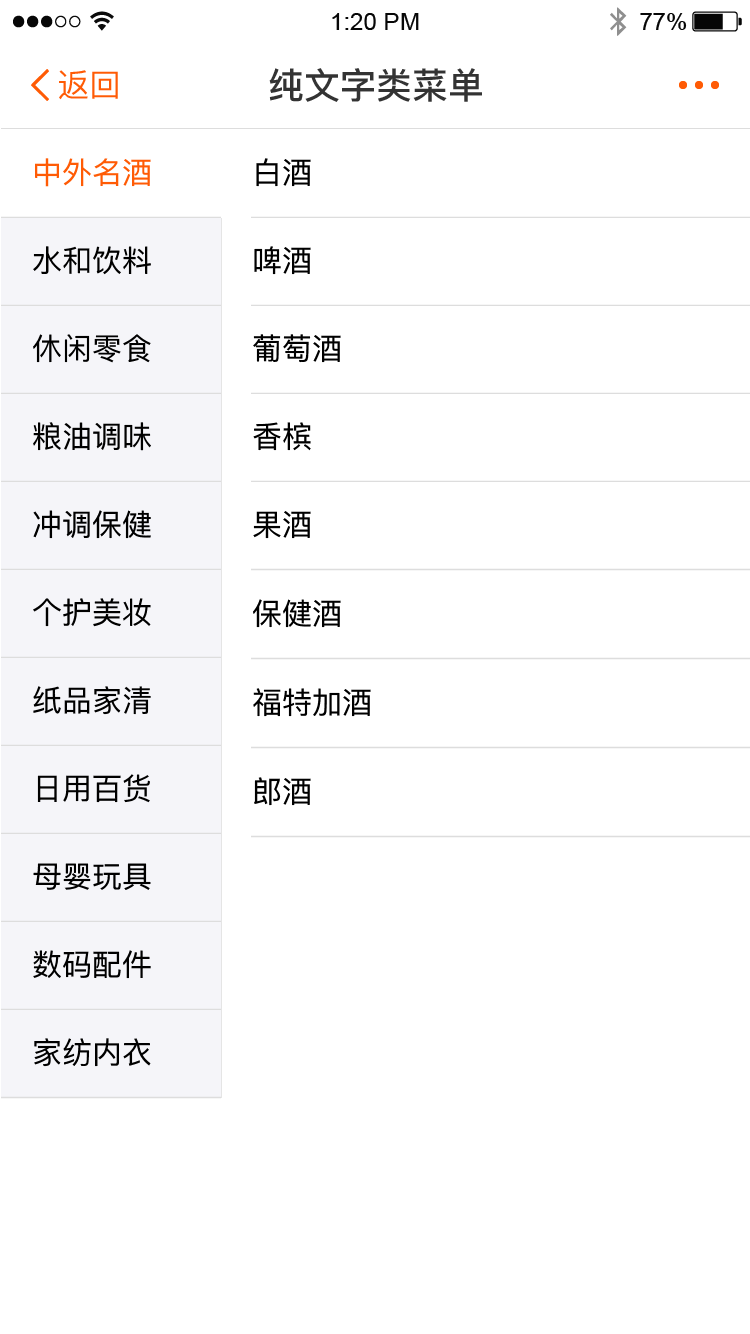 1:20 PM
77%
返回
纯文字类菜单
中外名酒
水和饮料
休闲零食
粮油调味
冲调保健
个护美妆
纸品家清
日用百货
母婴玩具
数码配件
家纺内衣
白酒
啤酒
葡萄酒
香槟
果酒
保健酒
福特加酒
郎酒